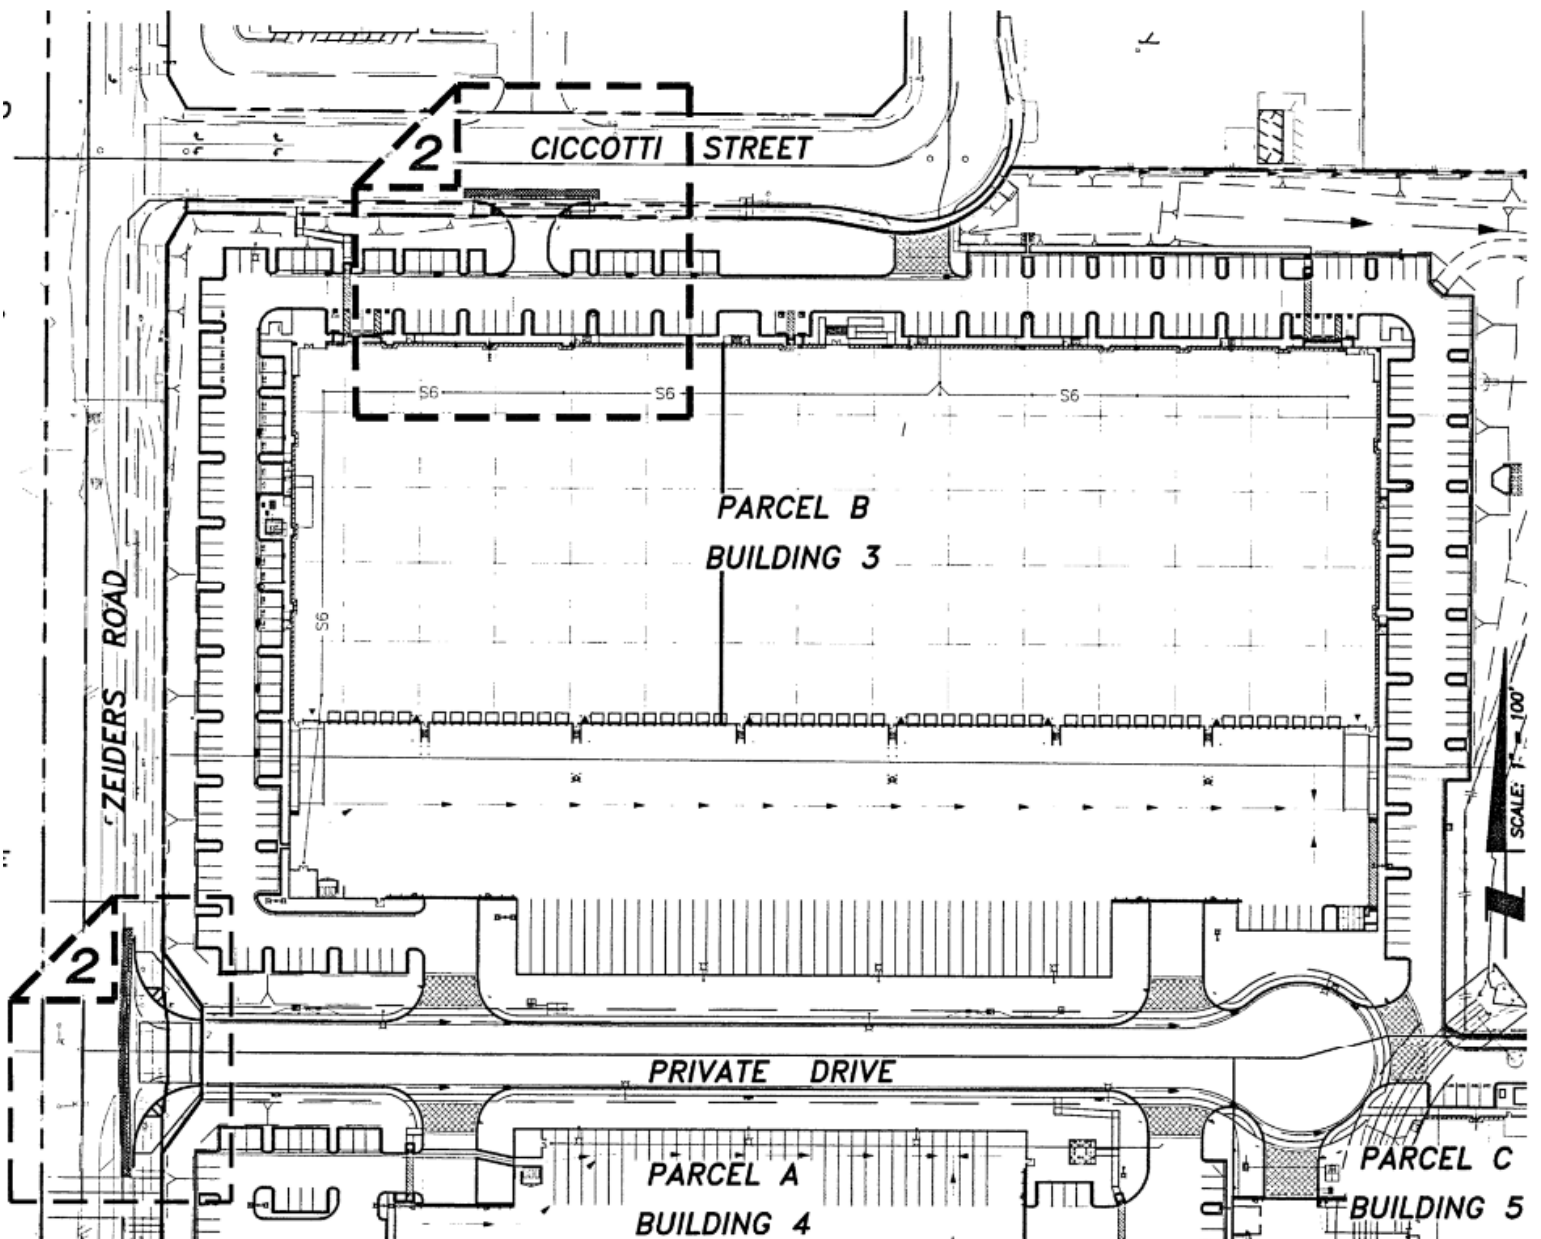 2
CICCOTTI STREET
S6
S6
S6
PARCEL B
BUILDING 3
S6
ZEIDERS ROAD
SCALE: 1" = 100'
2
PRIVATE DRIVE
PARCEL A
BUILDING 4
PARCEL C
BUILDING 5